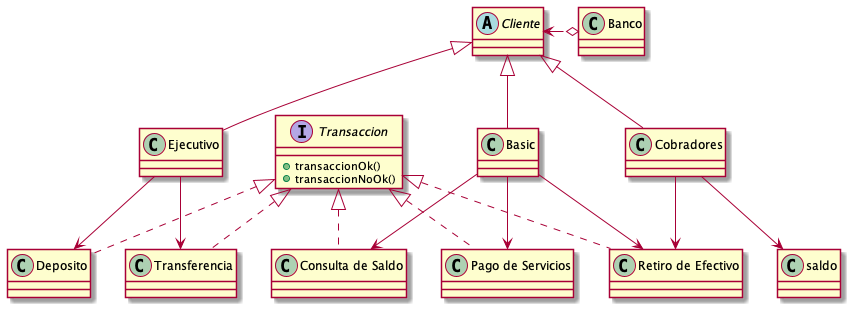 A Cliente
C Banco
C Ejecutivo
I Transaccion
transaccionOk()
transaccionNoOk()
C Basic
C Cobradores
C Deposito
C Transferencia
C Consulta de Saldo
C Pago de Servicios
C Retiro de Efectivo
C saldo